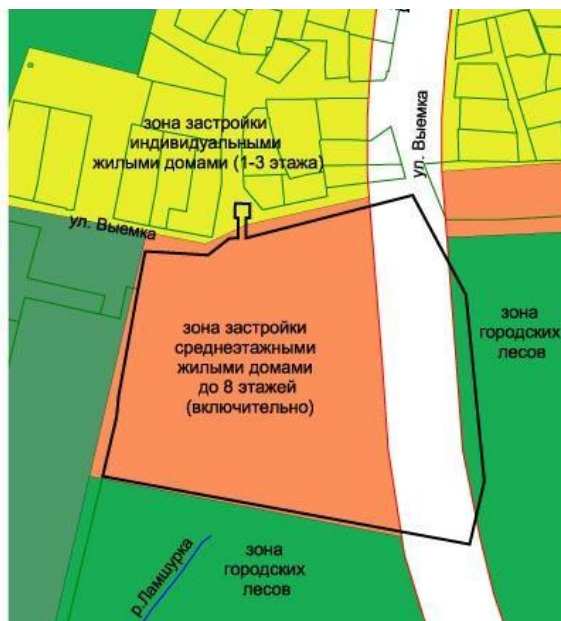 зона застройки
индивидуальными
жилыми домами (1-3 этажа)
ул. Выемка
ул. Выемка
зона застройки
среднеэтажными
жилыми домами
до 8 этажей
(включительно)
зона
городских
лесов
зона
городских
лесов
р.Ламшурка